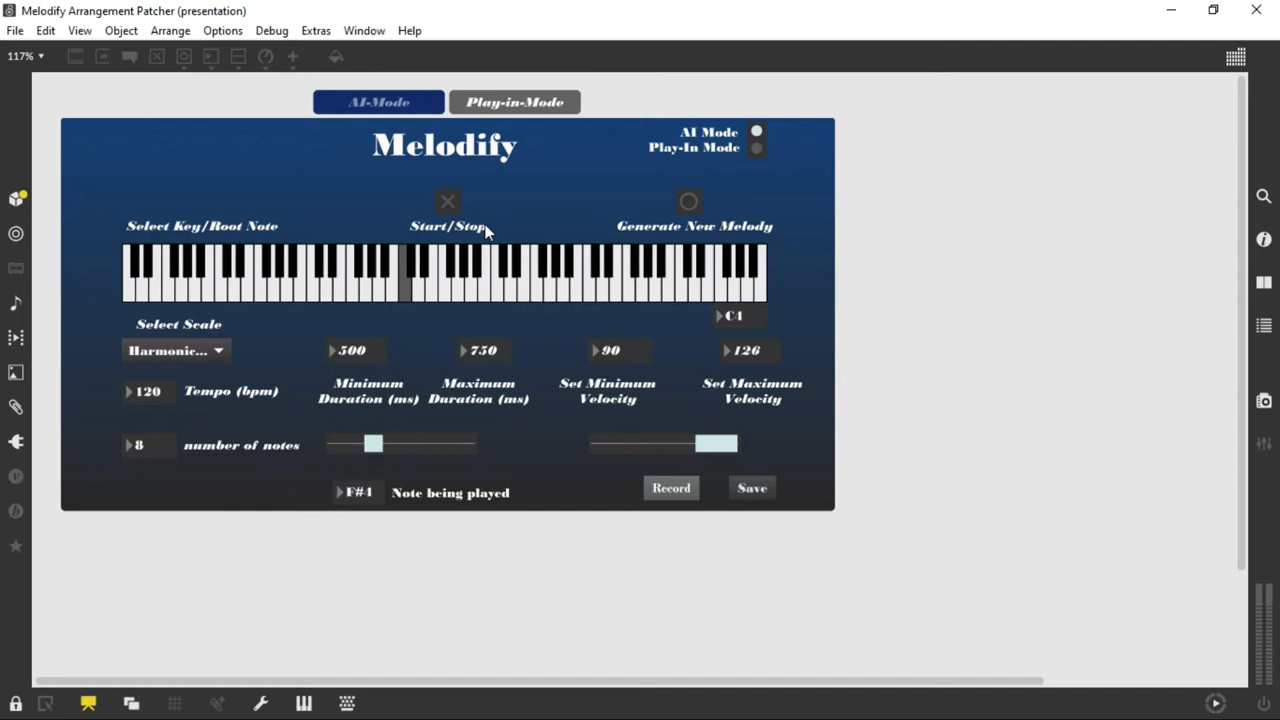 Melodify Arrangement Patcher (presentation)
File Edit View Object Arrange Options Debug Extras Window Help
117%
AI-Mode Play-in-Mode
Melodify
AI Mode
Play-In Mode
Select Key/Root Note Start/Stop Generate New Melody
C4
Select Scale
Harmonic... 500 750 90 126
120 Tempo (bpm)
Minimum Duration (ms)
Maximum Duration (ms)
Set Minimum Velocity
Set Maximum Velocity
8 number of notes
F#4 Note being played
Record Save